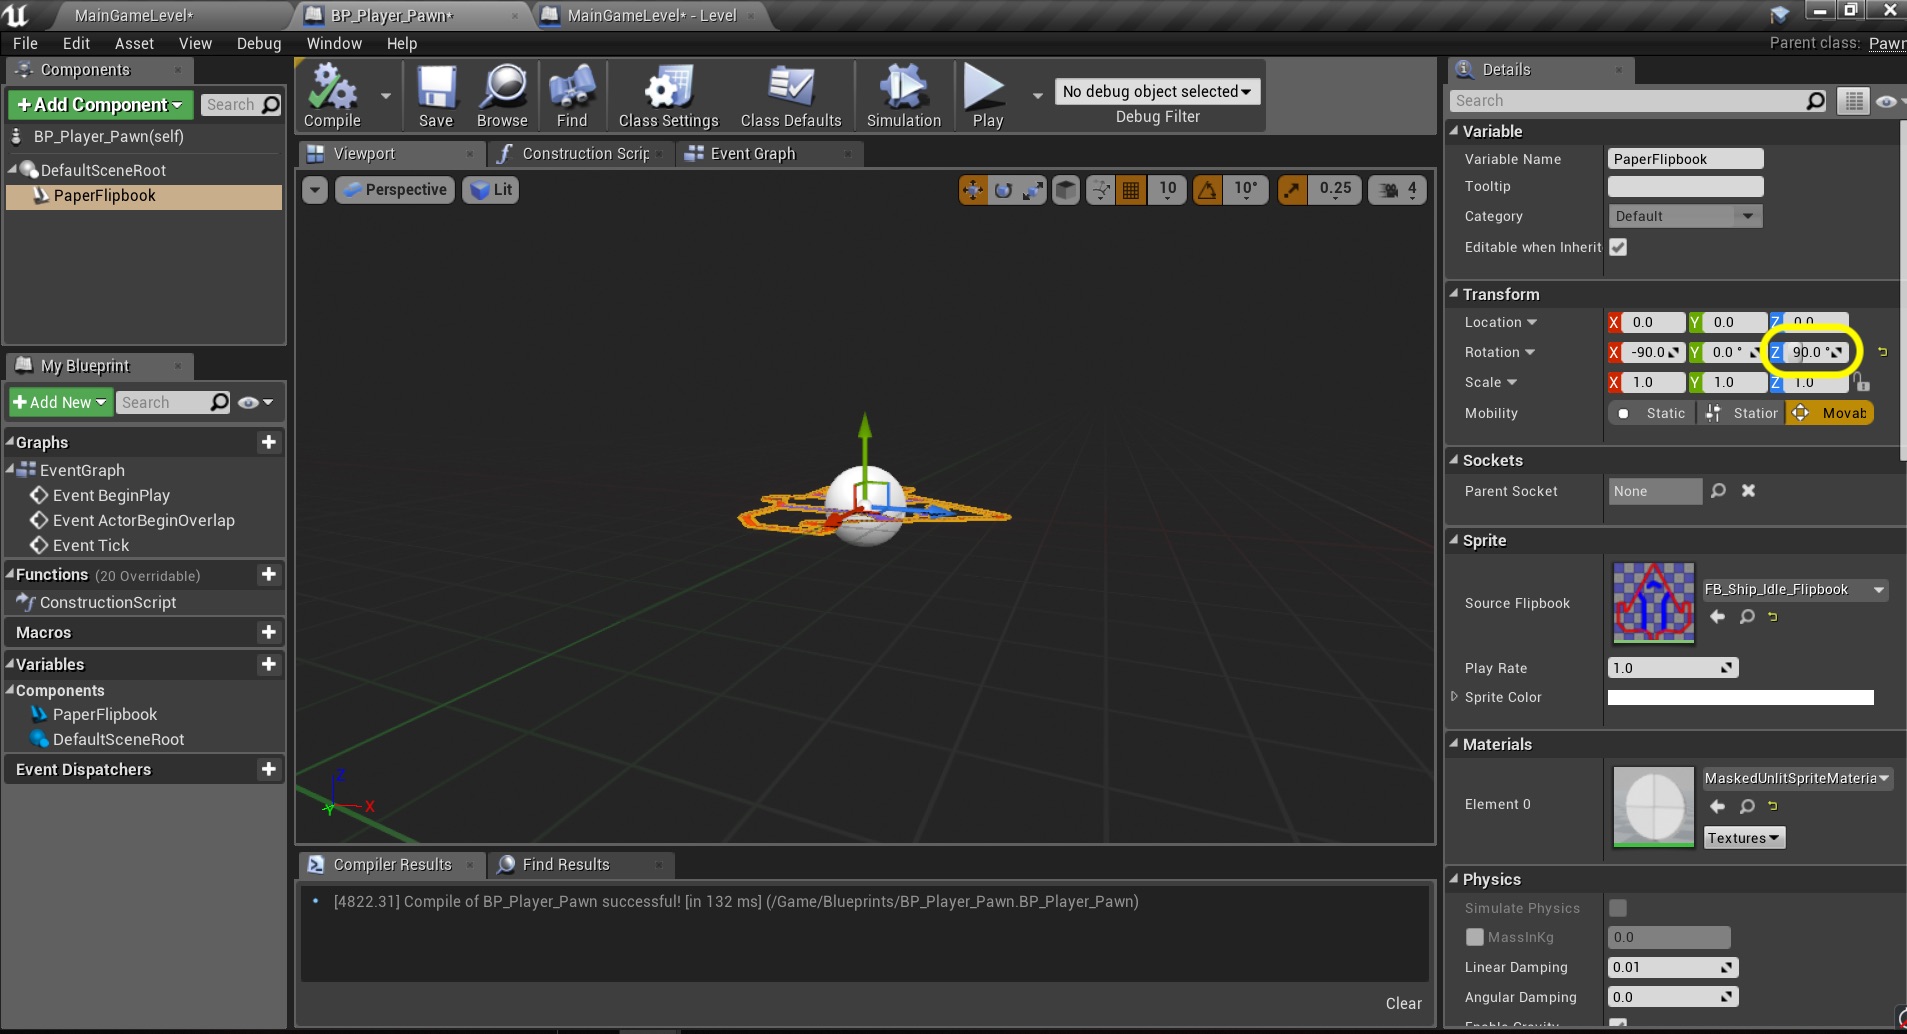 MainGameLevel*
BP_Player_Pawn*
MainGameLevel* - Level
File Edit Asset View Debug Window Help
Parent class: Pawn
Components
Add Component
Search
BP_Player_Pawn(self)
DefaultSceneRoot
PaperFlipbook
Compile
Save
Browse
Find
Class Settings
Class Defaults
Simulation
Play
No debug object selected
Debug Filter
Viewport
Construction Scrip
Event Graph
Perspective
Lit
10
10°
0.25
4
Z
X
Y
My Blueprint
Add New
Search
Graphs
EventGraph
Event BeginPlay
Event ActorBeginOverlap
Event Tick
Functions (20 Overridable)
ConstructionScript
Macros
Variables
Components
PaperFlipbook
DefaultSceneRoot
Event Dispatchers
Compiler Results
Find Results
[4822.31] Compile of BP_Player_Pawn successful! [in 132 ms] (/Game/Blueprints/BP_Player_Pawn.BP_Player_Pawn)
Clear
Details
Search
Variable
Variable Name PaperFlipbook
Tooltip
Category Default
Editable when Inherit
Transform
Location X 0.0 Y 0.0 Z 0.0
Rotation X -90.0 Y 0.0 ° Z 90.0 °
Scale X 1.0 Y 1.0 Z 1.0
Mobility Static Station Movab
Sockets
Parent Socket None
Sprite
Source Flipbook FB_Ship_Idle_Flipbook
Play Rate 1.0
Sprite Color
Materials
Element 0 MaskedUnlitSpriteMateria
Textures
Physics
Simulate Physics
MassInKg 0.0
Linear Damping 0.01
Angular Damping 0.0
Enable Gravity